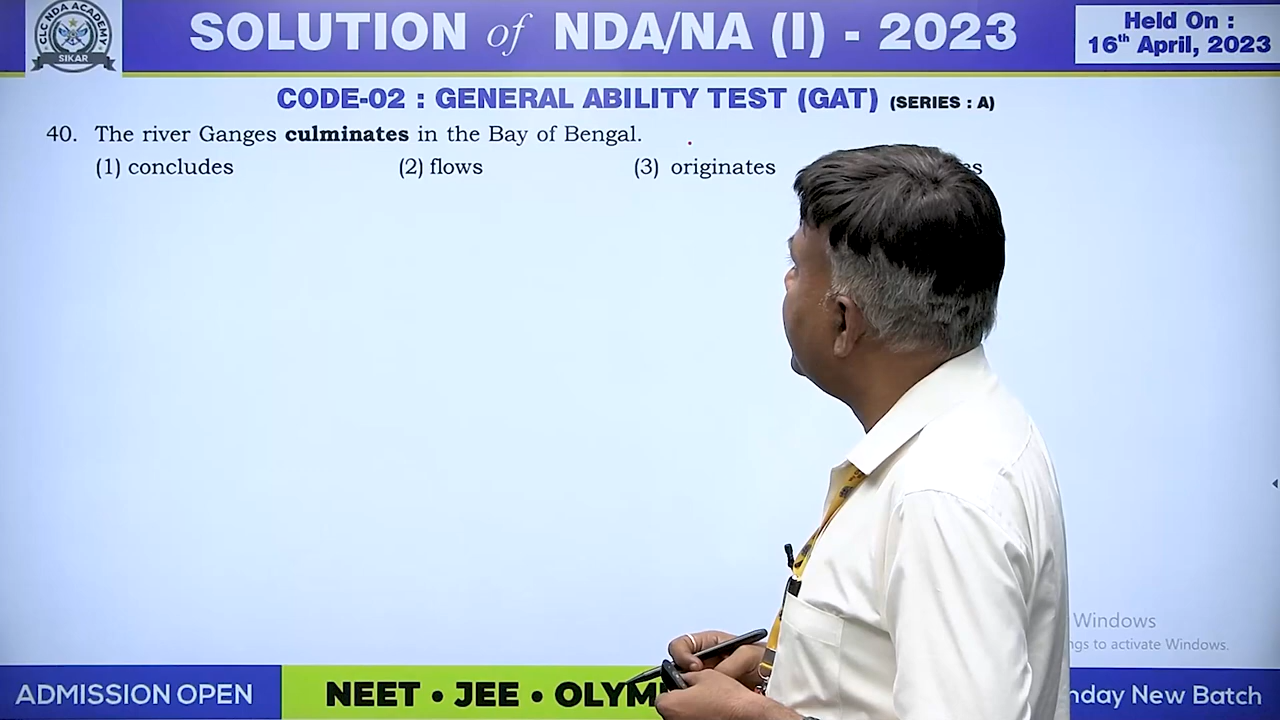 CLC NDA ACADEMY
SIKAR
SOLUTION of NDA/NA (I) - 2023
Held On :
16th April, 2023
CODE-02 : GENERAL ABILITY TEST (GAT) (SERIES : A)
40. The river Ganges culminates in the Bay of Bengal.
(1) concludes (2) flows (3) originates
Windows
to activate Windows.
ADMISSION OPEN
NEET • JEE •
New Batch